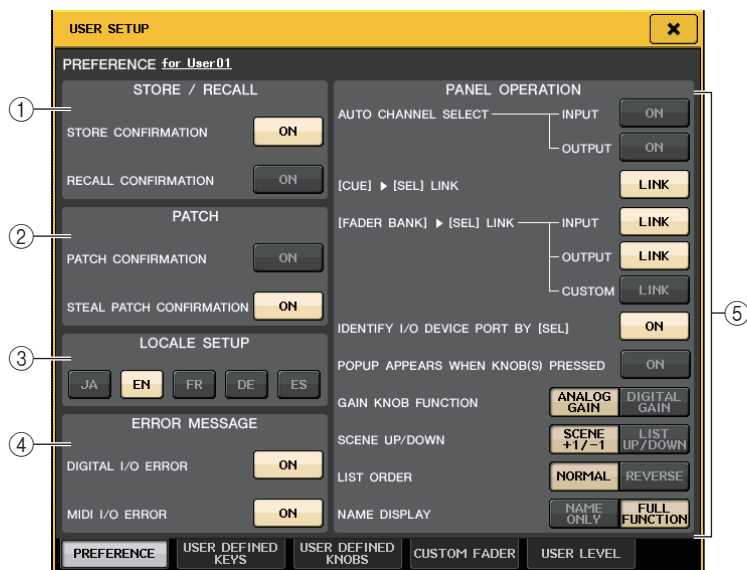 USER SETUP
PREFERENCE for User01
① STORE / RECALL
STORE CONFIRMATION ON
RECALL CONFIRMATION ON
② PATCH
PATCH CONFIRMATION ON
STEAL PATCH CONFIRMATION ON
③ LOCALE SETUP
JA EN FR DE ES
④ ERROR MESSAGE
DIGITAL I/O ERROR ON
MIDI I/O ERROR ON
PANEL OPERATION
AUTO CHANNEL SELECT INPUT ON
OUTPUT ON
[CUE] ▶ [SEL] LINK LINK
[FADER BANK] ▶ [SEL] LINK INPUT LINK
OUTPUT LINK
CUSTOM LINK
⑤
IDENTIFY I/O DEVICE PORT BY [SEL] ON
POPUP APPEARS WHEN KNOB(S) PRESSED ON
GAIN KNOB FUNCTION ANALOG GAIN DIGITAL GAIN
SCENE UP/DOWN SCENE +1/-1 LIST UP/DOWN
LIST ORDER NORMAL REVERSE
NAME DISPLAY NAME ONLY FULL FUNCTION
PREFERENCE USER DEFINED KEYS USER DEFINED KNOBS CUSTOM FADER USER LEVEL